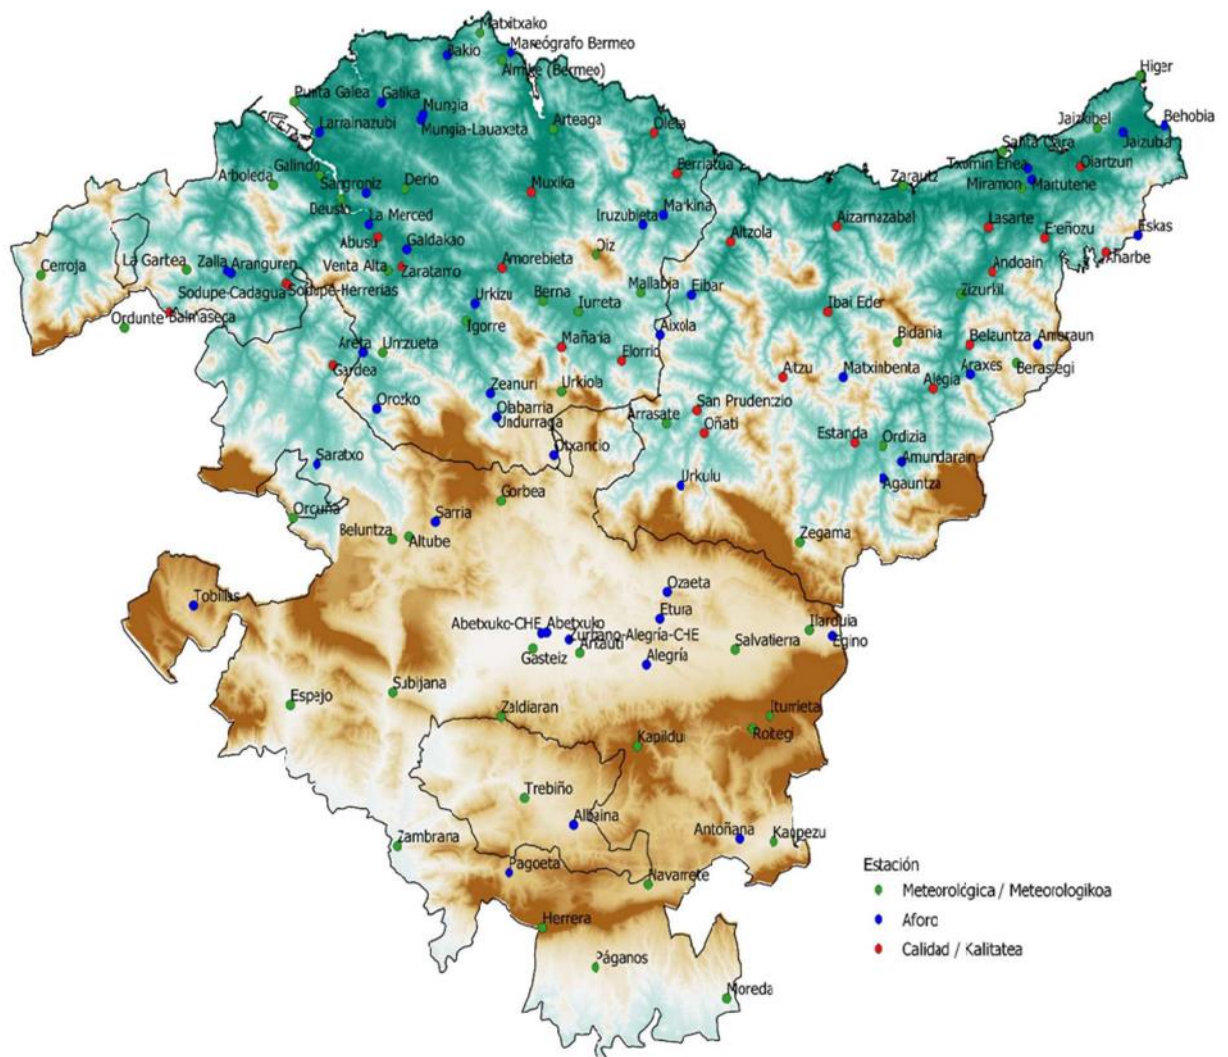 Matxitxako
Bakio
Mareógrafo Bermeo
Almike (Bermeo)
Higer
Punta Galea
Gatika
Mungia
Mungia-Lauaxeta
Larrainazubi
Arteaga
Oleta
Jaizkibel
Behobia
Jaizubia
Santa Clara
Txomin Enea
Oiartzun
Miramon
Martutene
Zarautz
Berriatua
Galindo
Arboleda
Sangroniz
Derio
Muxika
Deusto
Markina
Iruzubieta
La Merced
Abusu
Galdakao
Altzola
Aizarnazabal
Lasarte
Ereñozu
Eskas
Oiz
Cerroja
La Gartea
Zalla
Aranguren
Venta Alta
Zaratamo
Amorebieta
Andoain
Añarbe
Sodupe-Cadagua
Sodupe-Herrerias
Berna
Mallabia
Eibar
Zizurkil
Ibai Eder
Ordunte
Balmaseda
Urkizu
Iurreta
Igorre
Aixola
Bidania
Belauntza
Ameraun
Areta
Unzueta
Mañaria
Elorrio
Gardea
Aitzu
Matxinbenta
Araxes
Berastegi
Alegia
Zeanuri
Urkiola
Orozko
Olabarria
Undurraga
Arrasate
San Prudentzio
Oñati
Estanda
Ordizia
Amundarain
Agauntza
Saratxo
Otxandio
Urkulu
Gorbea
Orduña
Sarria
Beluntza
Altube
Zegama
Tobillas
Ozaeta
Etura
Abetxuko-CHE
Abetxuko
Zurbano-Alegría-CHE
Arkauti
Gasteiz
Alegría
Salvatierra
Ilarduia
Egino
Subijana
Espejo
Zaldiaran
Iturrieta
Roitegi
Kapildui
Trebiño
Albaina
Antoñana
Kanpezu
Zambrana
Pagoeta
Navarrete
Herrera
Páganos
Moreda
Estación
Meteorológica / Meteorologikoa
Aforo
Calidad / Kalitatea